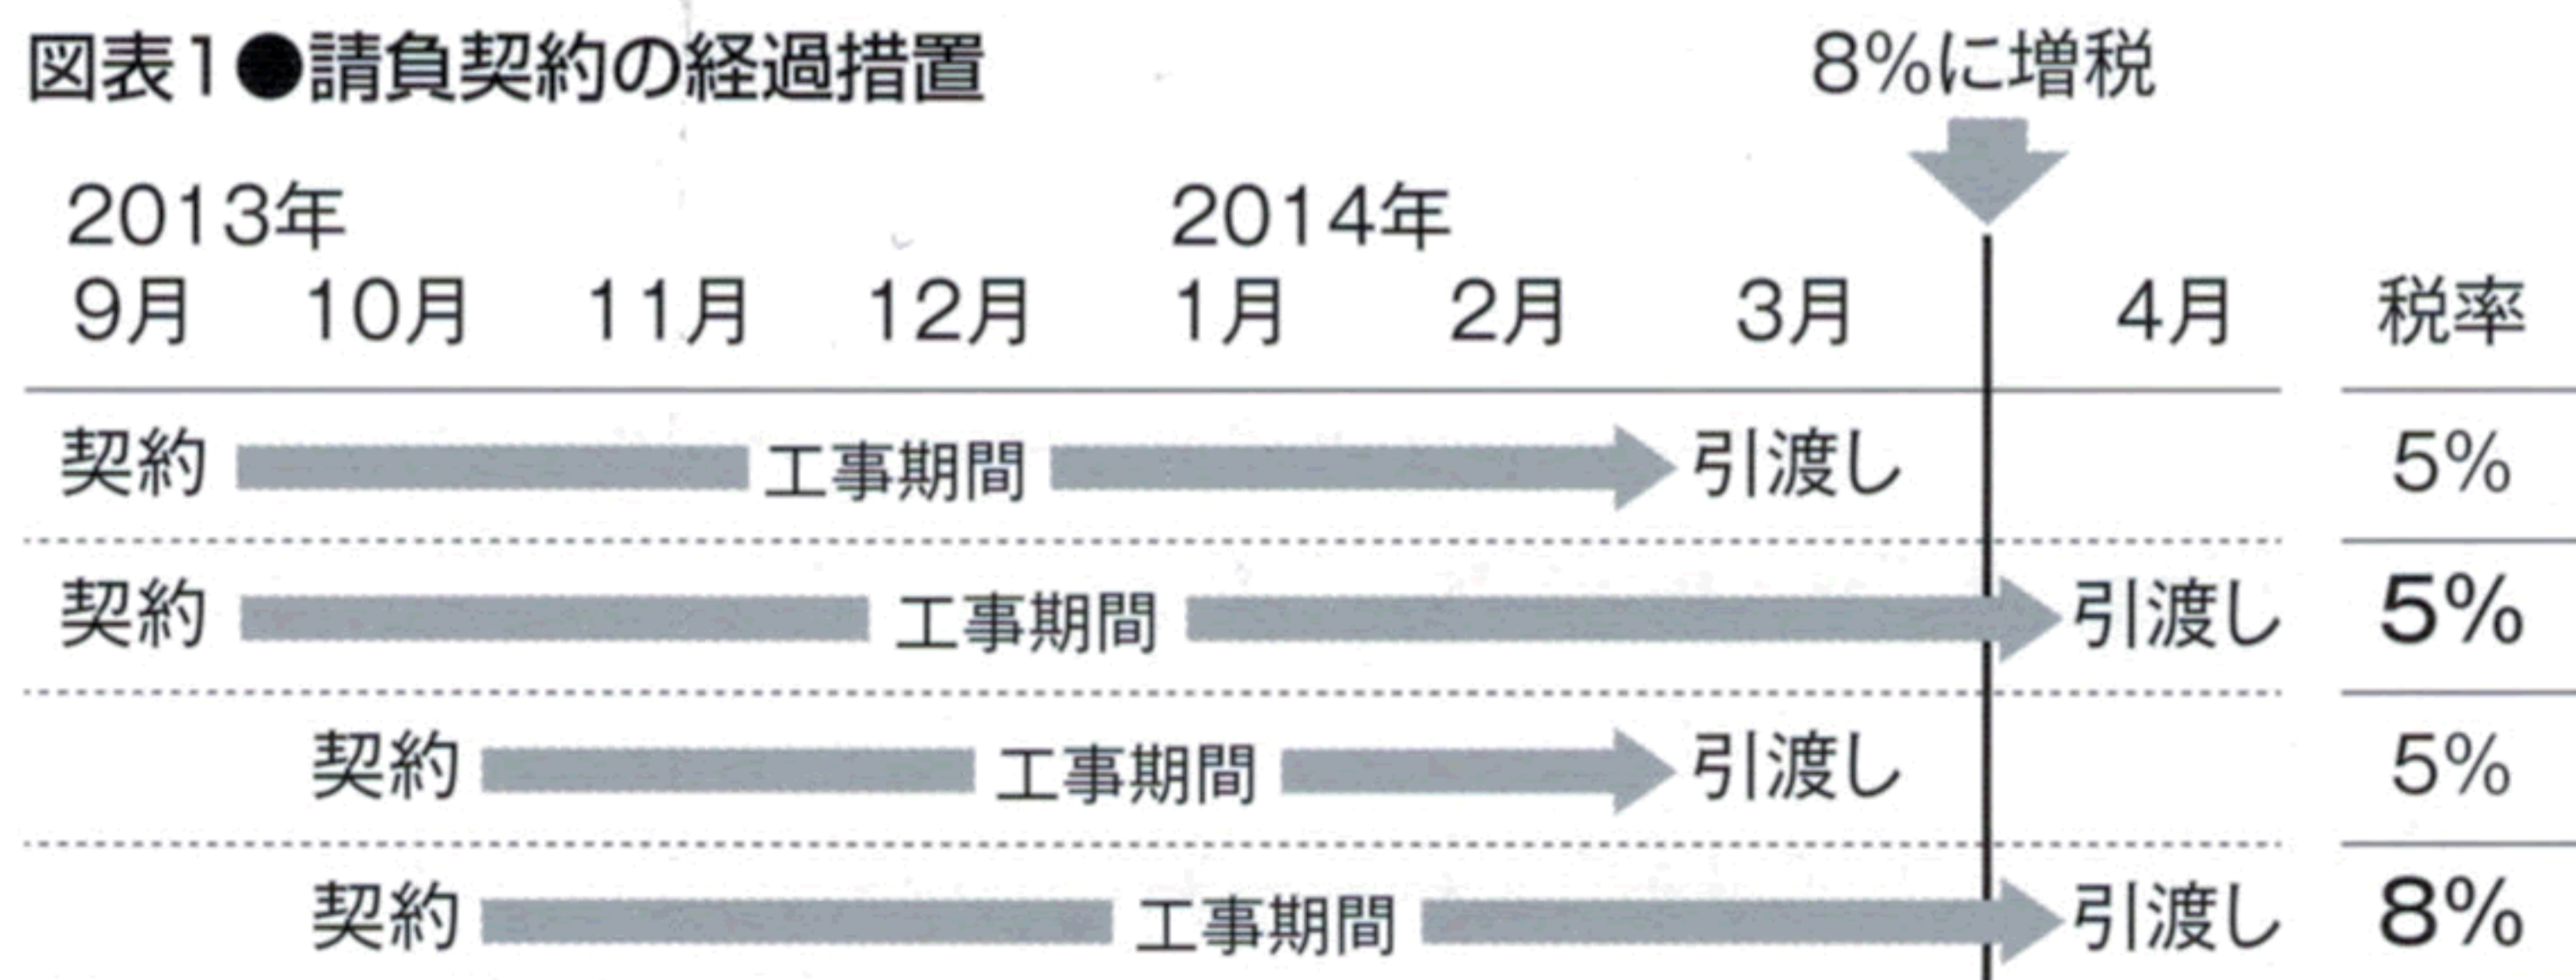 図表1●請負契約の経過措置
8%に増税
2013年 2014年
9月 10月 11月 12月 1月 2月 3月 4月 税率
契約 工事期間 引渡し 5%
契約 工事期間 引渡し 5%
契約 工事期間 引渡し 5%
契約 工事期間 引渡し 8%